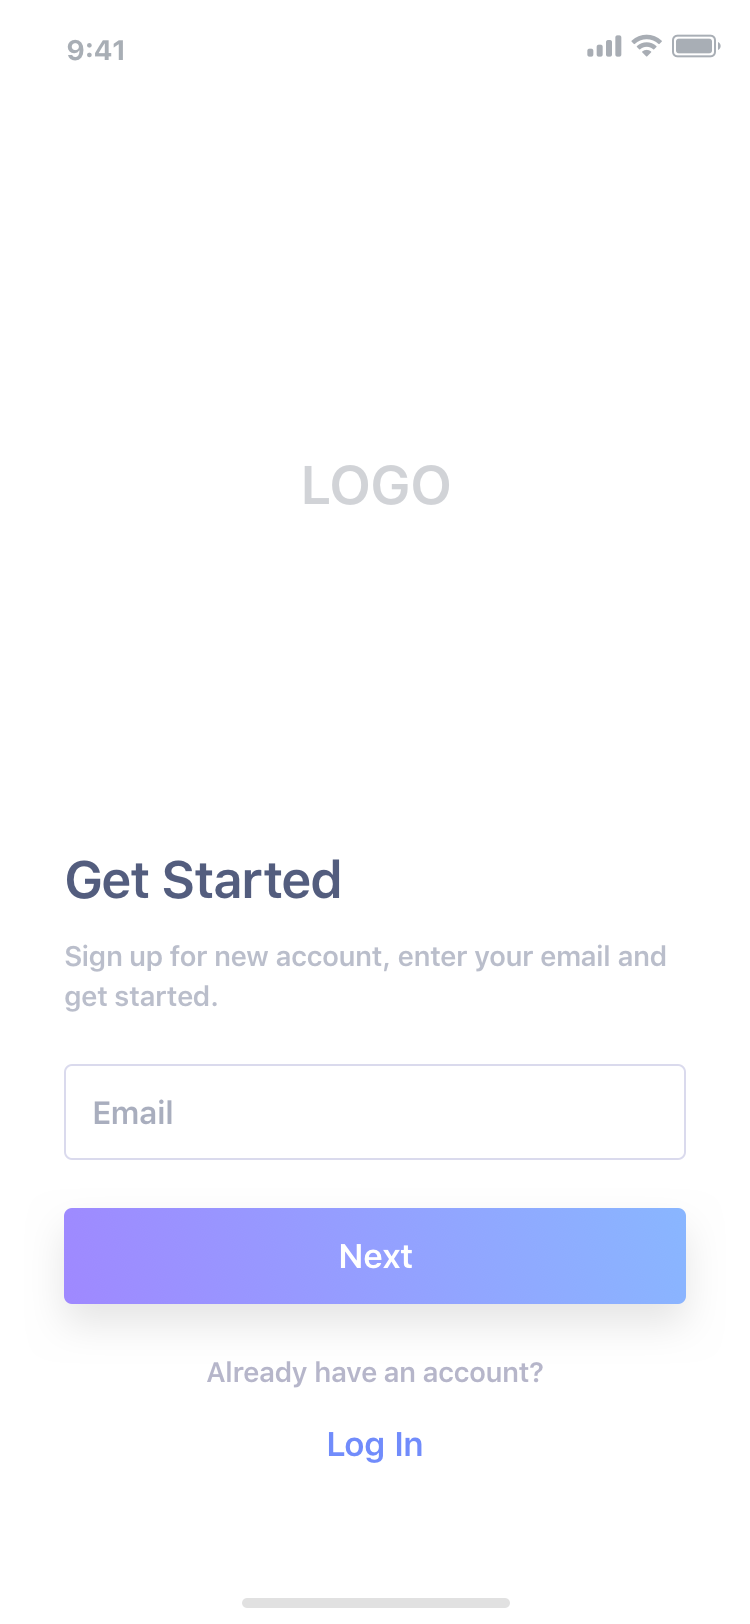 9:41
LOGO
Get Started
Sign up for new account, enter your email and
get started.
Email
Next
Already have an account?
Log In